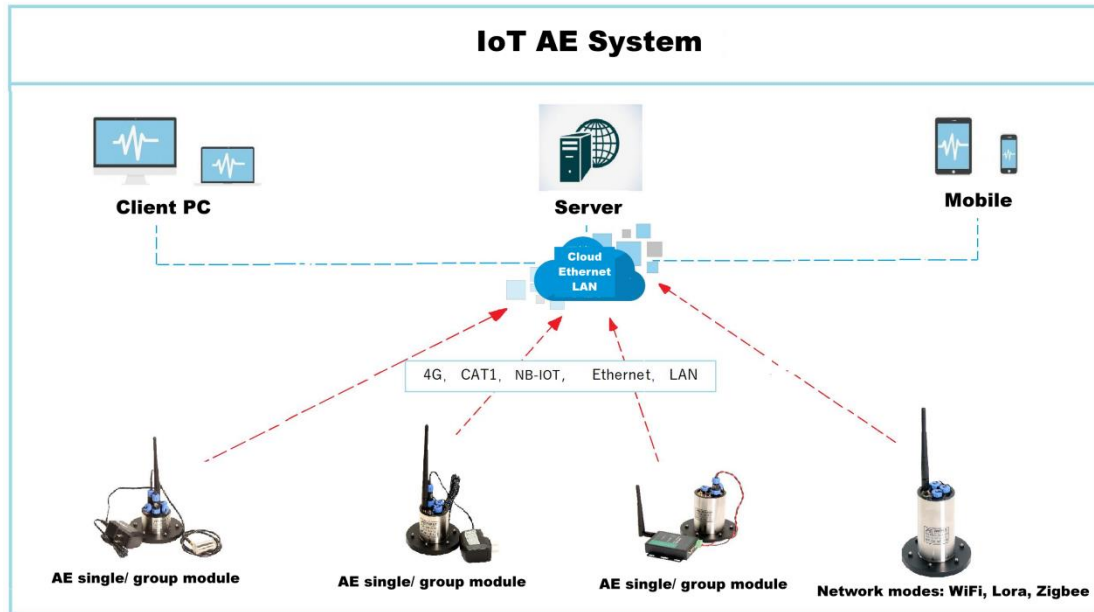 IoT AE System
Client PC
Server
Mobile
Cloud
Ethernet
LAN
4G, CAT1, NB-IOT, Ethernet, LAN
AE single/ group module
AE single/ group module
AE single/ group module
Network modes: WiFi, Lora, Zigbee